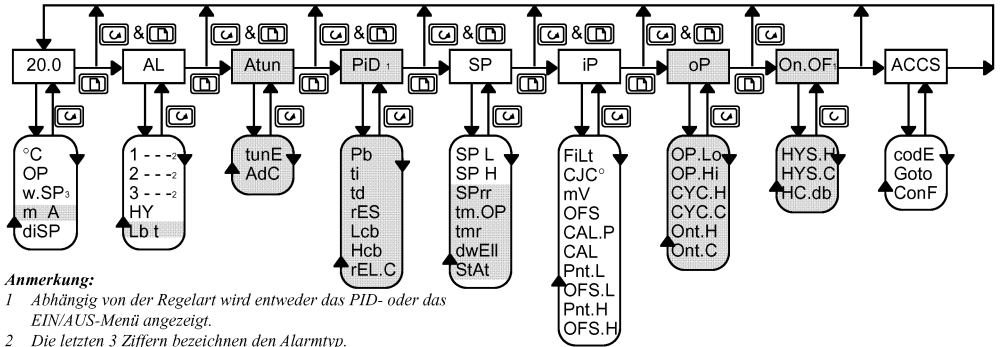 & & & & & &
20.0 AL Atun PiD 1 SP iP oP On.OF 1 ACCS
°C
OP
w.SP3
m A
diSP
1 ---2
2 ---2
3 ---2
HY
Lb t
tunE
AdC
Pb
ti
td
rES
Lcb
Hcb
rEL.C
SP L
SP H
SPrr
tm.OP
tmr
dwEll
StAt
FiLt
CJC°
mV
OFS
CAL.P
CAL
Pnt.L
OFS.L
Pnt.H
OFS.H
OP.Lo
OP.Hi
CYC.H
CYC.C
Ont.H
Ont.C
HYS.H
HYS.C
HC.db
codE
Goto
ConF
Anmerkung:
1 Abhängig von der Regelart wird entweder das PID- oder das
EIN/AUS-Menü angezeigt.
2 Die letzten 3 Ziffern bezeichnen den Alarmtyp.